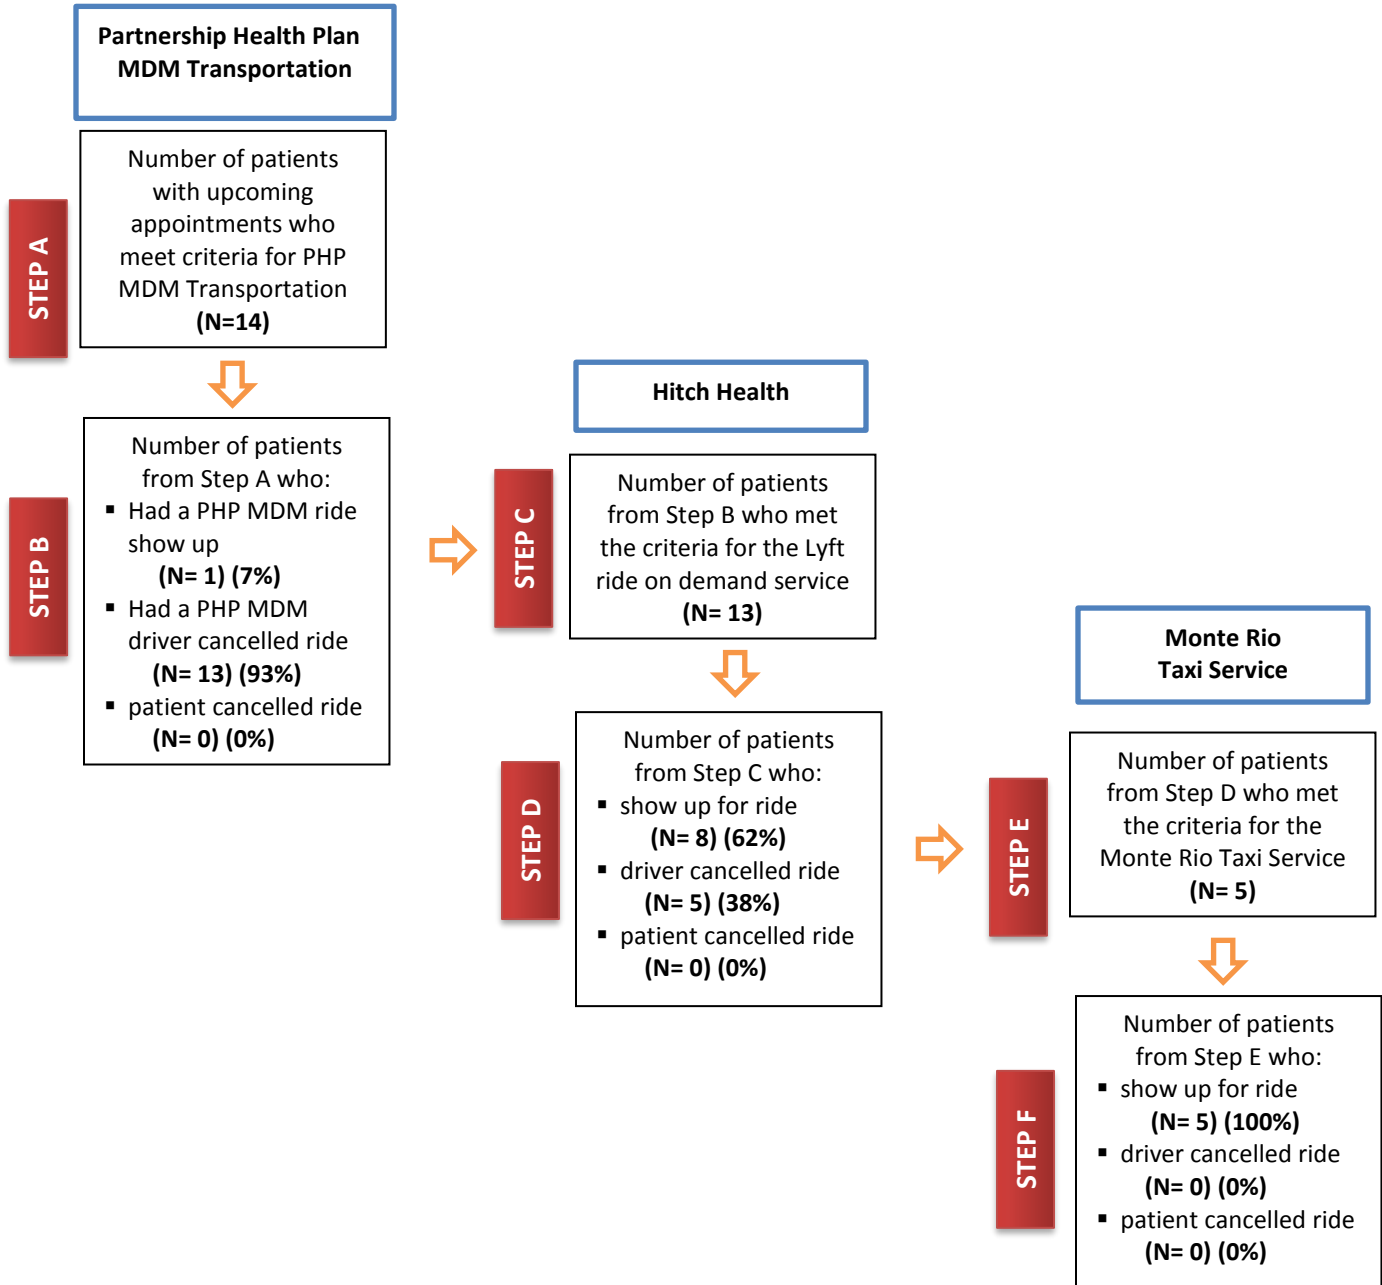 Partnership Health Plan
MDM Transportation
STEP A
Number of patients
with upcoming
appointments who
meet criteria for PHP
MDM Transportation
(N=14)
STEP B
Number of patients
from Step A who:
▪ Had a PHP MDM ride
show up
(N= 1) (7%)
▪ Had a PHP MDM
driver cancelled ride
(N= 13) (93%)
▪ patient cancelled ride
(N= 0) (0%)
Hitch Health
STEP C
Number of patients
from Step B who met
the criteria for the Lyft
ride on demand service
(N= 13)
STEP D
Number of patients
from Step C who:
▪ show up for ride
(N= 8) (62%)
▪ driver cancelled ride
(N= 5) (38%)
▪ patient cancelled ride
(N= 0) (0%)
Monte Rio
Taxi Service
STEP E
Number of patients
from Step D who met
the criteria for the
Monte Rio Taxi Service
(N= 5)
STEP F
Number of patients
from Step E who:
▪ show up for ride
(N= 5) (100%)
▪ driver cancelled ride
(N= 0) (0%)
▪ patient cancelled ride
(N= 0) (0%)